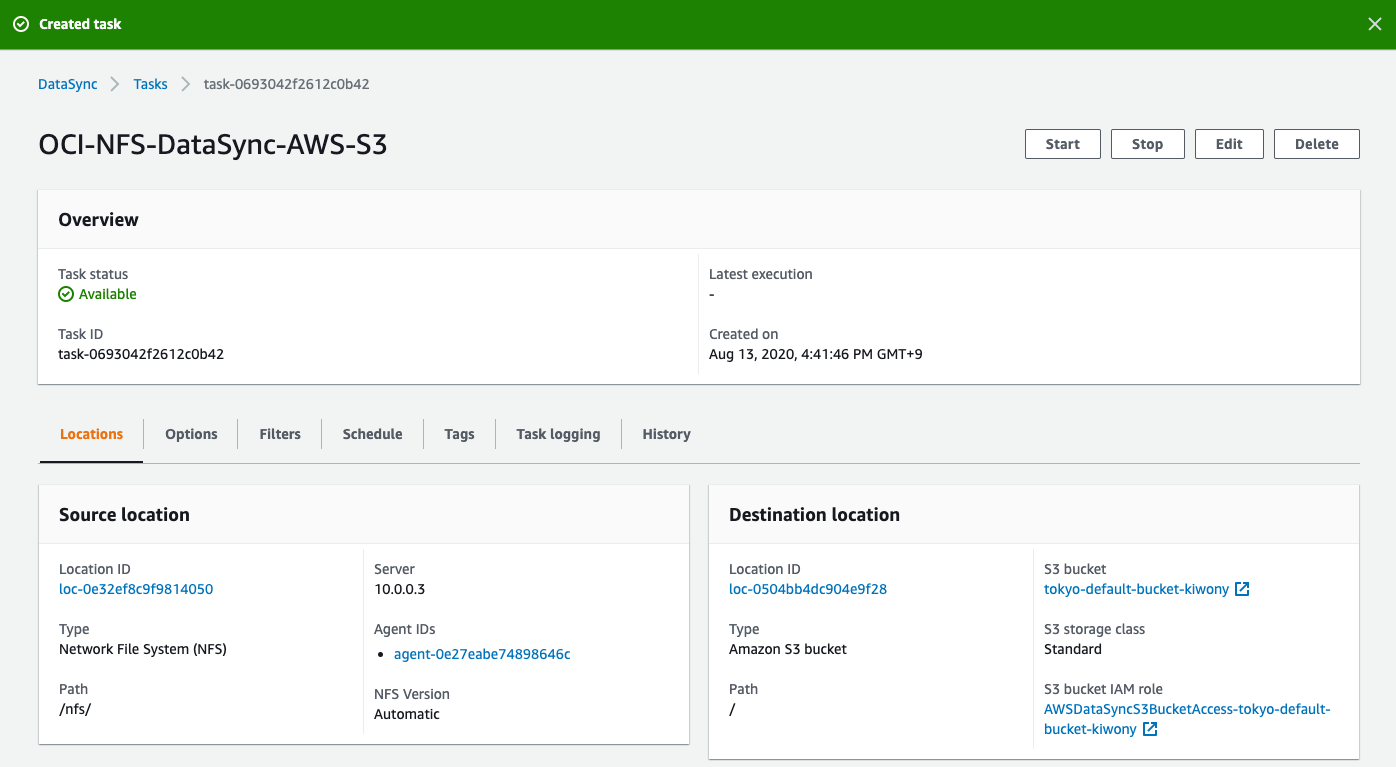 Created task
DataSync > Tasks > task-0693042f2612c0b42
OCI-NFS-DataSync-AWS-S3
Start Stop Edit Delete
Overview
Task status
Available
Task ID
task-0693042f2612c0b42
Latest execution
-
Created on
Aug 13, 2020, 4:41:46 PM GMT+9
Locations Options Filters Schedule Tags Task logging History
Source location
Location ID
loc-0e32ef8c9f9814050
Type
Network File System (NFS)
Path
/nfs/
Server
10.0.0.3
Agent IDs
• agent-0e27eabe74898646c
NFS Version
Automatic
Destination location
Location ID
loc-0504bb4dc904e9f28
Type
Amazon S3 bucket
Path
/
S3 bucket
tokyo-default-bucket-kiwony
S3 storage class
Standard
S3 bucket IAM role
AWSDataSyncS3BucketAccess-tokyo-default-
bucket-kiwony